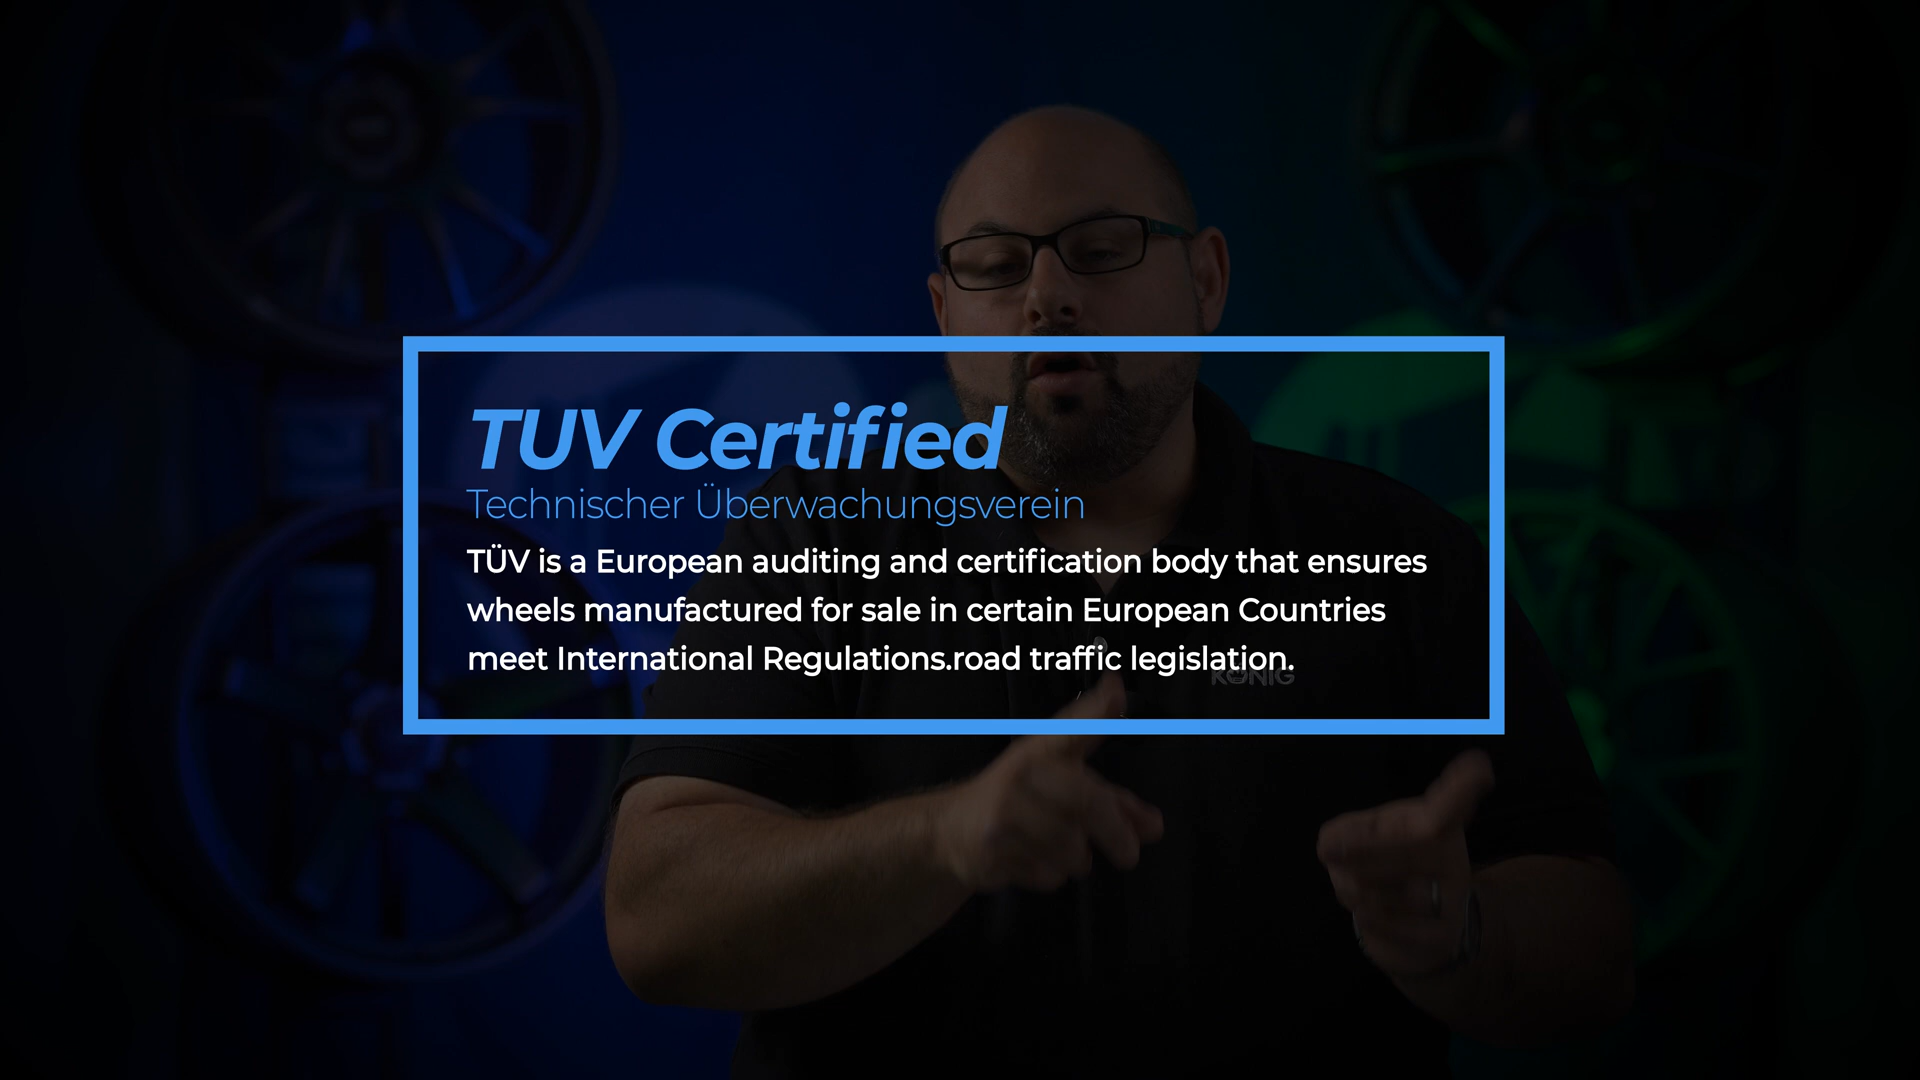 TUV Certified
Technischer Überwachungsverein
TÜV is a European auditing and certification body that ensures
wheels manufactured for sale in certain European Countries
meet International Regulations.road traffic legislation.
KÖNIG